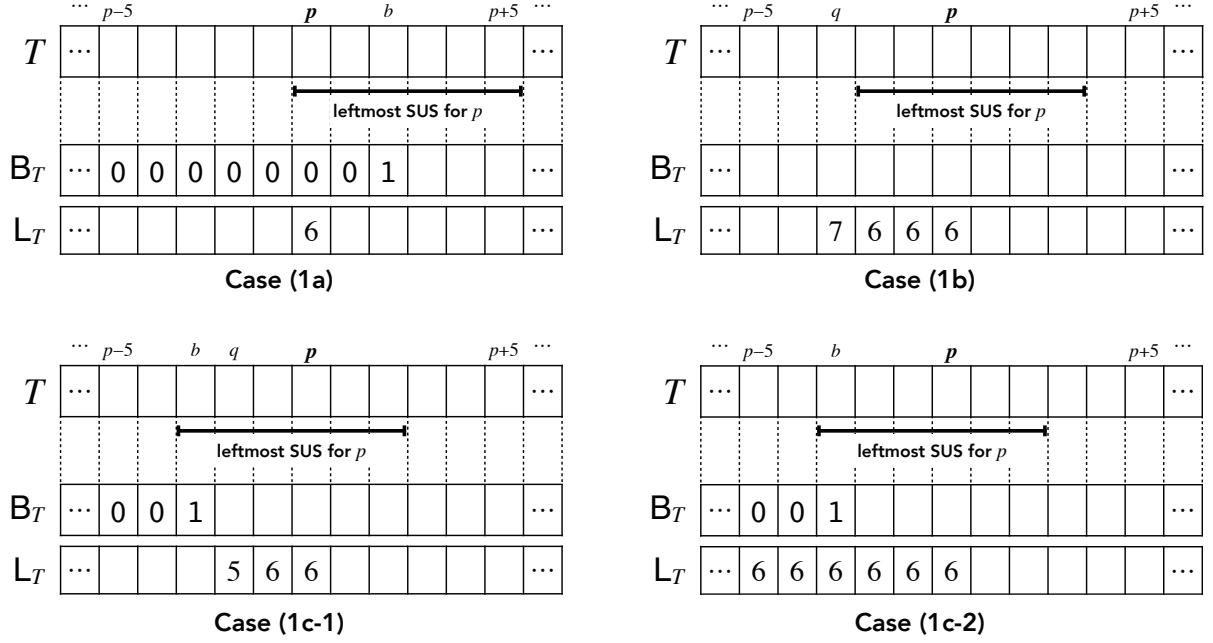 ... p−5 p b p+5 ...
T ... ...
leftmost SUS for p
B_T ... 0 0 0 0 0 0 0 1 ...
L_T ... 6 ...
Case (1a)
... p−5 q p p+5 ...
T ... ...
leftmost SUS for p
B_T ... ...
L_T ... 7 6 6 6 ...
Case (1b)
... p−5 b q p p+5 ...
T ... ...
leftmost SUS for p
B_T ... 0 0 1 ...
L_T ... 5 6 6 ...
Case (1c-1)
... p−5 b p p+5 ...
T ... ...
leftmost SUS for p
B_T ... 0 0 1 ...
L_T ... 6 6 6 6 6 6 ...
Case (1c-2)